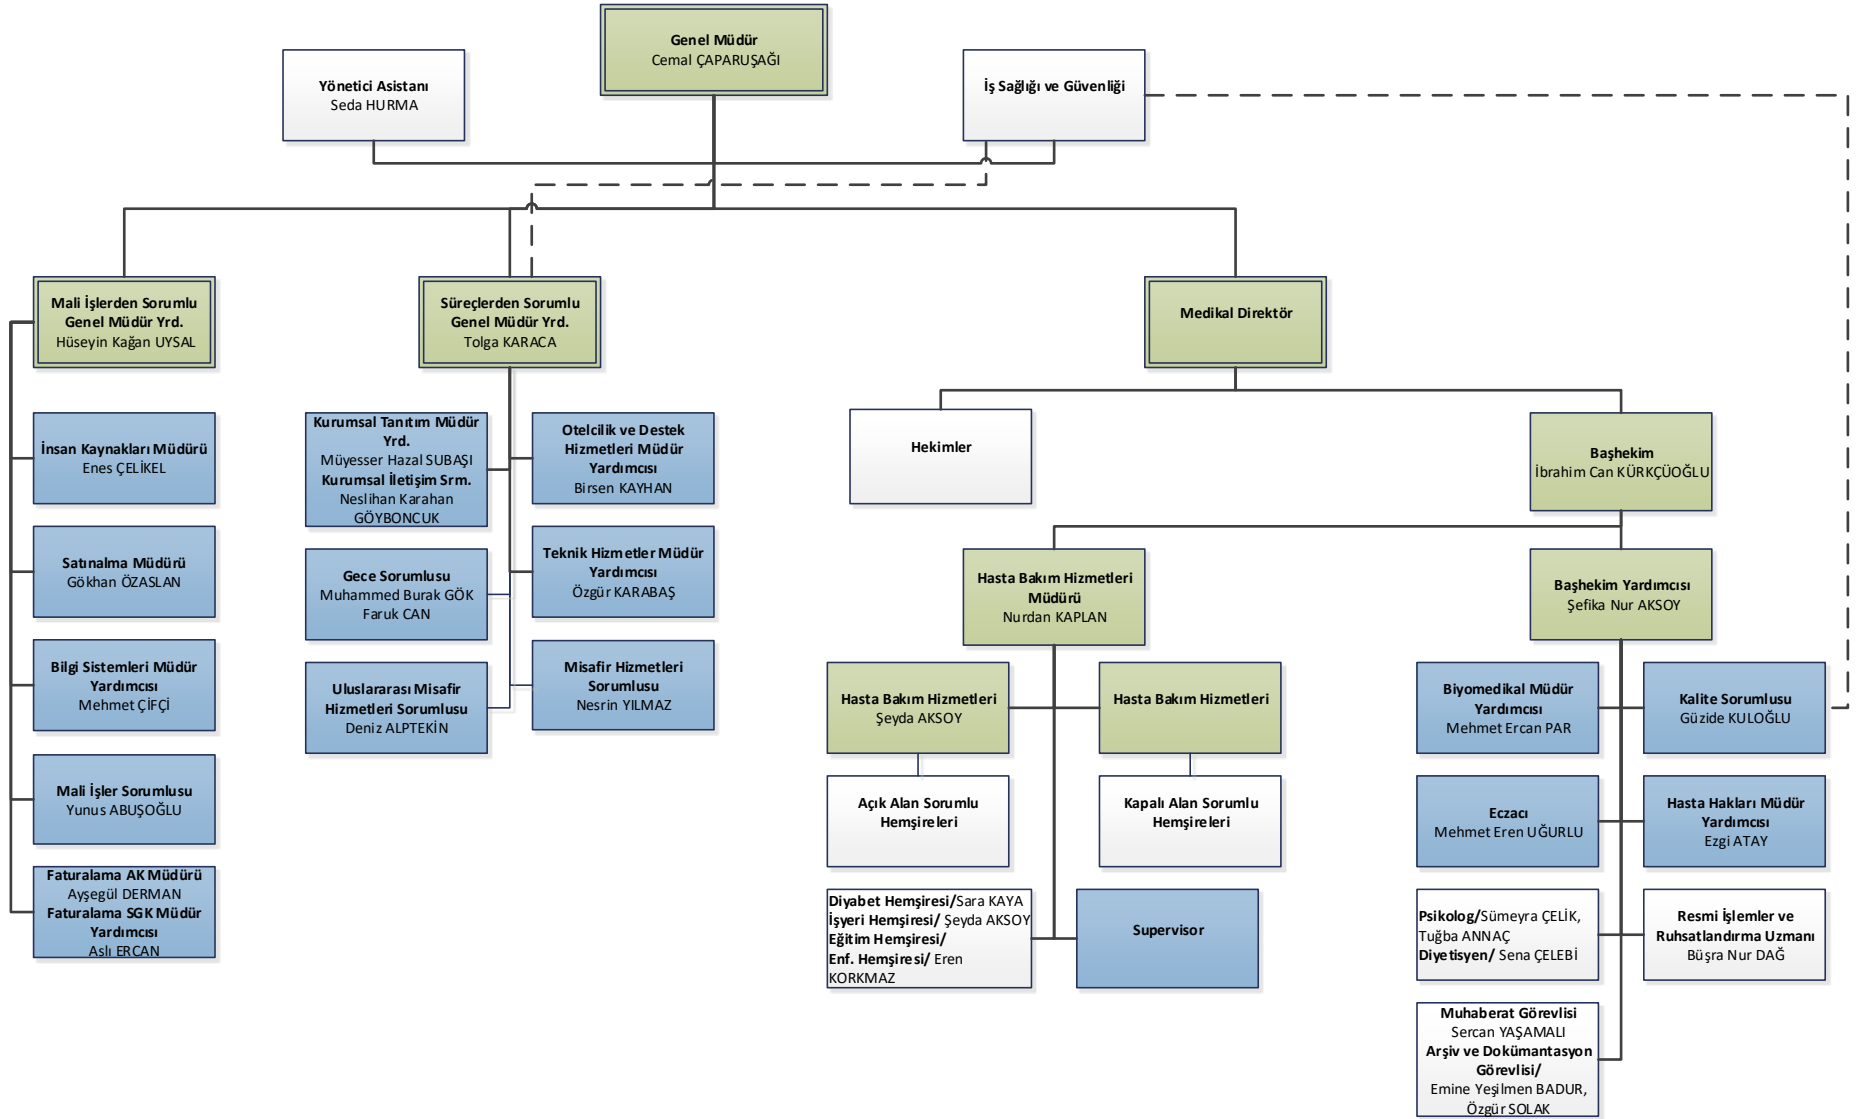 Genel Müdür
Cemal ÇAPARUŞAĞI
Yönetici Asistanı
Seda HURMA
İş Sağlığı ve Güvenliği
Mali İşlerden Sorumlu
Genel Müdür Yrd.
Hüseyin Kağan UYSAL
Süreçlerden Sorumlu
Genel Müdür Yrd.
Tolga KARACA
Medikal Direktör
İnsan Kaynakları Müdürü
Enes ÇELİKEL
Satınalma Müdürü
Gökhan ÖZASLAN
Bilgi Sistemleri Müdür
Yardımcısı
Mehmet ÇİFÇİ
Mali İşler Sorumlusu
Yunus ABUŞOĞLU
Faturalama AK Müdürü
Ayşegül DERMAN
Faturalama SGK Müdür
Yardımcısı
Aslı ERCAN
Kurumsal Tanıtım Müdür
Yrd.
Müyesser Hazal SUBAŞI
Kurumsal İletişim Srm.
Neslihan Karahan
GÖYBONCUK
Otelcilik ve Destek
Hizmetleri Müdür
Yardımcısı
Birsen KAYHAN
Gece Sorumlusu
Muhammed Burak GÖK
Faruk CAN
Teknik Hizmetler Müdür
Yardımcısı
Özgür KARABAŞ
Uluslararası Misafir
Hizmetleri Sorumlusu
Deniz ALPTEKİN
Misafir Hizmetleri
Sorumlusu
Nesrin YILMAZ
Hekimler
Başhekim
İbrahim Can KÜRKÇÜOĞLU
Hasta Bakım Hizmetleri
Müdürü
Nurdan KAPLAN
Başhekim Yardımcısı
Şefika Nur AKSOY
Hasta Bakım Hizmetleri
Şeyda AKSOY
Hasta Bakım Hizmetleri
Açık Alan Sorumlu
Hemşireleri
Kapalı Alan Sorumlu
Hemşireleri
Diyabet Hemşiresi/Sara KAYA
İşyeri Hemşiresi/ Şeyda AKSOY
Eğitim Hemşiresi/
Enf. Hemşiresi/ Eren
KORKMAZ
Supervisor
Biyomedikal Müdür
Yardımcısı
Mehmet Ercan PAR
Kalite Sorumlusu
Güzide KULOĞLU
Eczacı
Mehmet Eren UĞURLU
Hasta Hakları Müdür
Yardımcısı
Ezgi ATAY
Psikolog/Sümeyra ÇELİK,
Tuğba ANNAÇ
Diyetisyen/ Sena ÇELEBİ
Resmi İşlemler ve
Ruhsatlandırma Uzmanı
Büşra Nur DAĞ
Muhaberat Görevlisi
Sercan YAŞAMALI
Arşiv ve Dokümantasyon
Görevlisi/
Emine Yeşilmen BADUR,
Özgür SOLAK